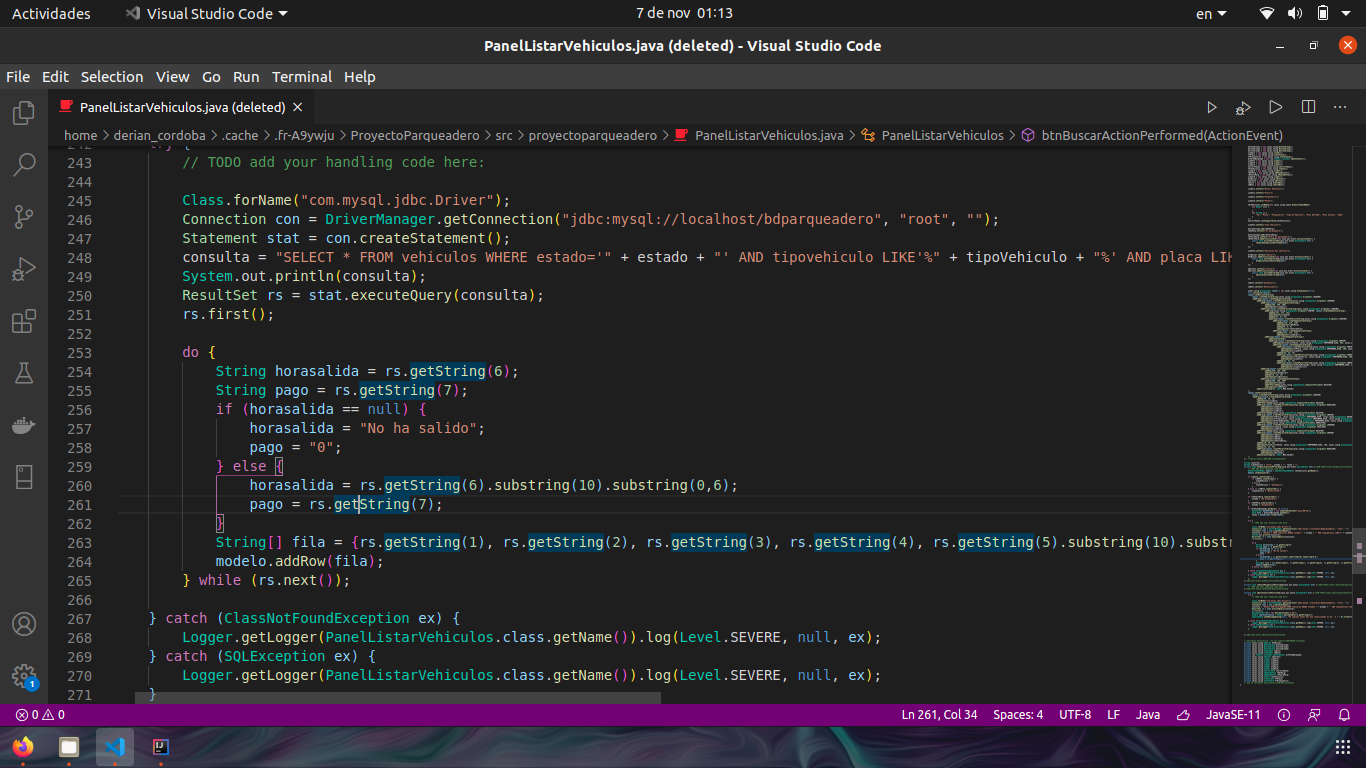 Actividades
Visual Studio Code
7 de nov 01:13
en
PanelListarVehiculos.java (deleted) - Visual Studio Code
File Edit Selection View Go Run Terminal Help
PanelListarVehiculos.java (deleted)
home > derian_cordoba > .cache > .fr-A9ywju > ProyectoParqueadero > src > proyectoparqueadero > PanelListarVehiculos.java > PanelListarVehiculos > btnBuscarActionPerformed(ActionEvent)
242 try {
243 // TODO add your handling code here:
244
245 Class.forName("com.mysql.jdbc.Driver");
246 Connection con = DriverManager.getConnection("jdbc:mysql://localhost/bdparqueadero", "root", "");
247 Statement stat = con.createStatement();
248 consulta = "SELECT * FROM vehiculos WHERE estado='" + estado + "' AND tipovehiculo LIKE'%" + tipoVehiculo + "%' AND placa LIK
249 System.out.println(consulta);
250 ResultSet rs = stat.executeQuery(consulta);
251 rs.first();
252
253 do {
254 String horasalida = rs.getString(6);
255 String pago = rs.getString(7);
256 if (horasalida == null) {
257 horasalida = "No ha salido";
258 pago = "0";
259 } else {
260 horasalida = rs.getString(6).substring(10).substring(0,6);
261 pago = rs.getString(7);
262 }
263 String[] fila = {rs.getString(1), rs.getString(2), rs.getString(3), rs.getString(4), rs.getString(5).substring(10).substr
264 modelo.addRow(fila);
265 } while (rs.next());
266
267 } catch (ClassNotFoundException ex) {
268 Logger.getLogger(PanelListarVehiculos.class.getName()).log(Level.SEVERE, null, ex);
269 } catch (SQLException ex) {
270 Logger.getLogger(PanelListarVehiculos.class.getName()).log(Level.SEVERE, null, ex);
271 }
1
0 0 Ln 261, Col 34 Spaces: 4 UTF-8 LF Java JavaSE-11